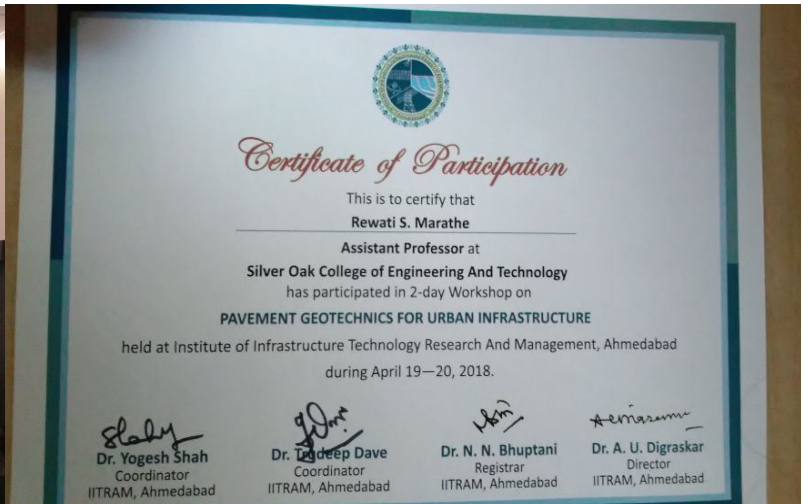 Certificate of Participation
This is to certify that
Rewati S. Marathe
Assistant Professor at
Silver Oak College of Engineering And Technology
has participated in 2-day Workshop on
PAVEMENT GEOTECHNICS FOR URBAN INFRASTRUCTURE
held at Institute of Infrastructure Technology Research And Management, Ahmedabad
during April 19—20, 2018.
Dr. Yogesh Shah
Coordinator
IITRAM, Ahmedabad
Dr. Trudeep Dave
Coordinator
IITRAM, Ahmedabad
Dr. N. N. Bhuptani
Registrar
IITRAM, Ahmedabad
Dr. A. U. Digraskar
Director
IITRAM, Ahmedabad